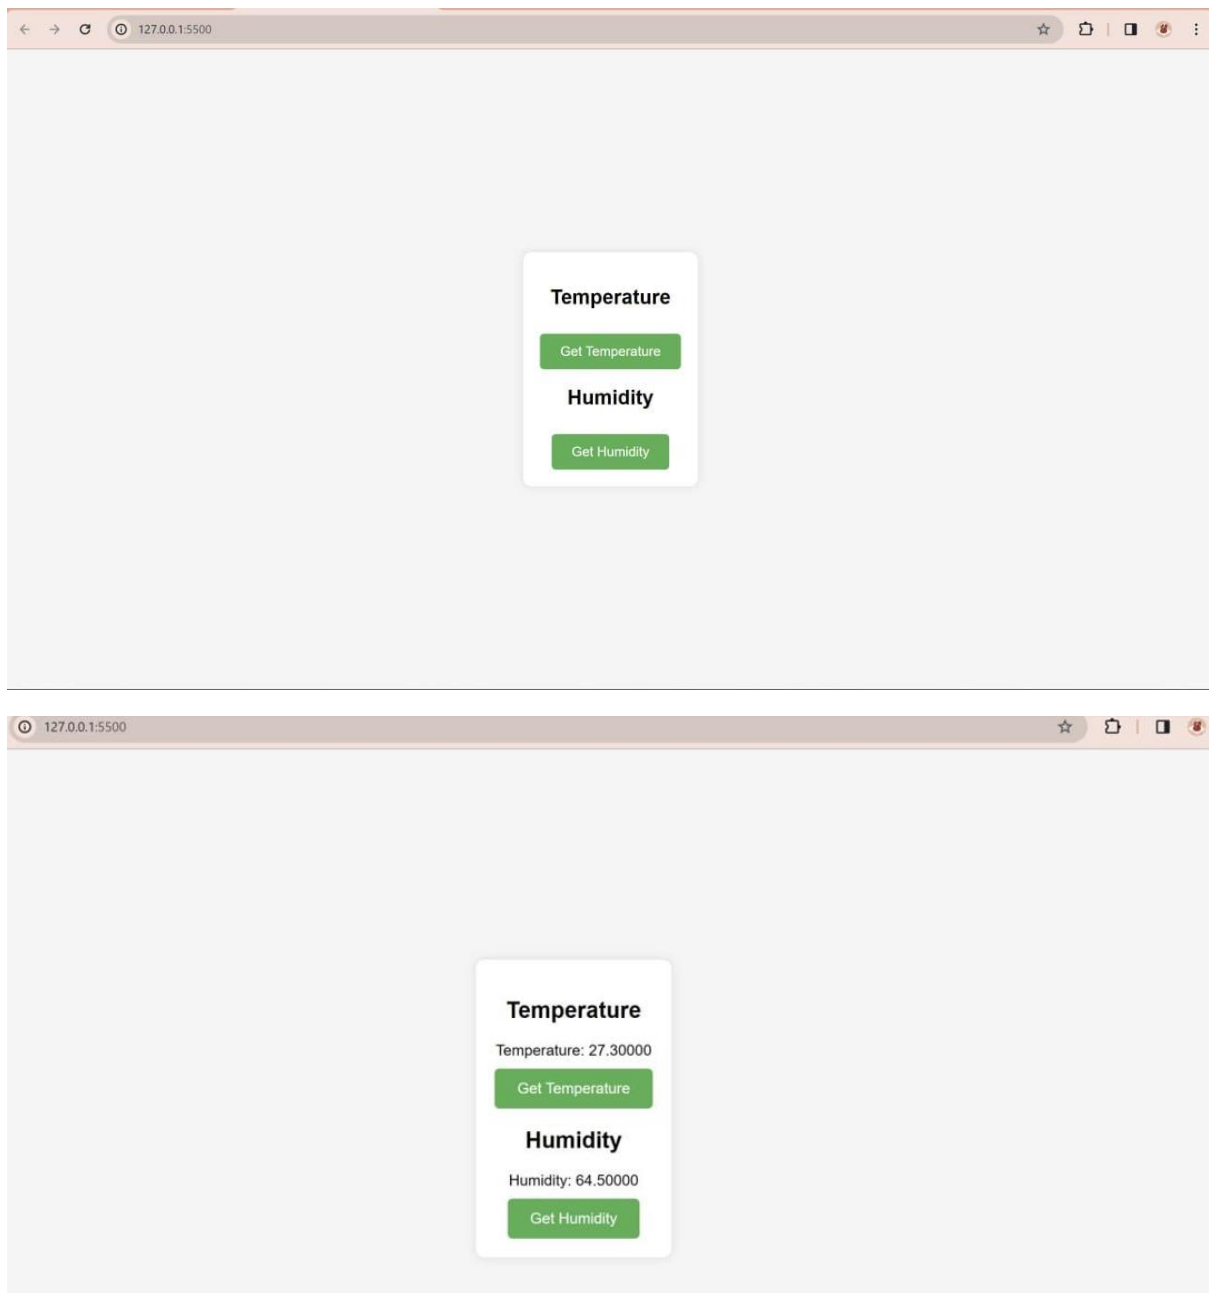 127.0.0.1:5500
Temperature
Get Temperature
Humidity
Get Humidity
127.0.0.1:5500
Temperature
Temperature: 27.30000
Get Temperature
Humidity
Humidity: 64.50000
Get Humidity